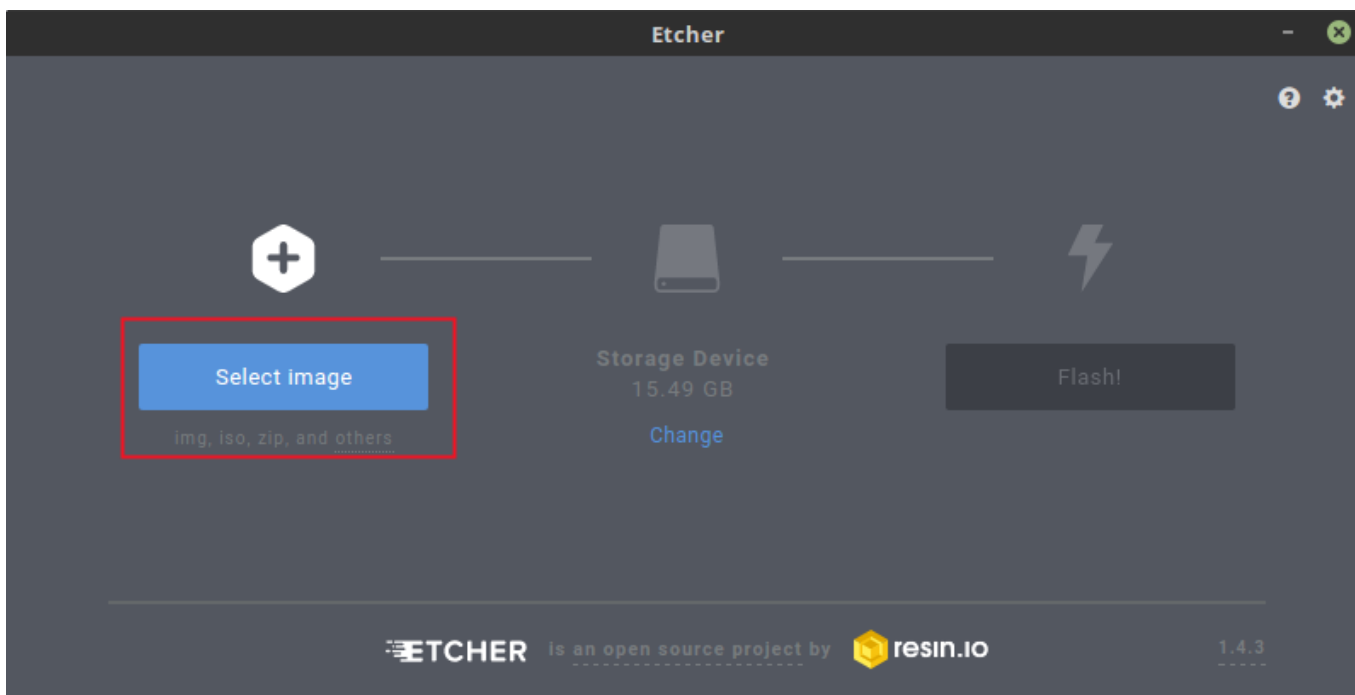 Etcher
Select image
img, iso, zip, and others
Storage Device
15.49 GB
Change
Flash!
ETCHER is an open source project by resin.io
1.4.3